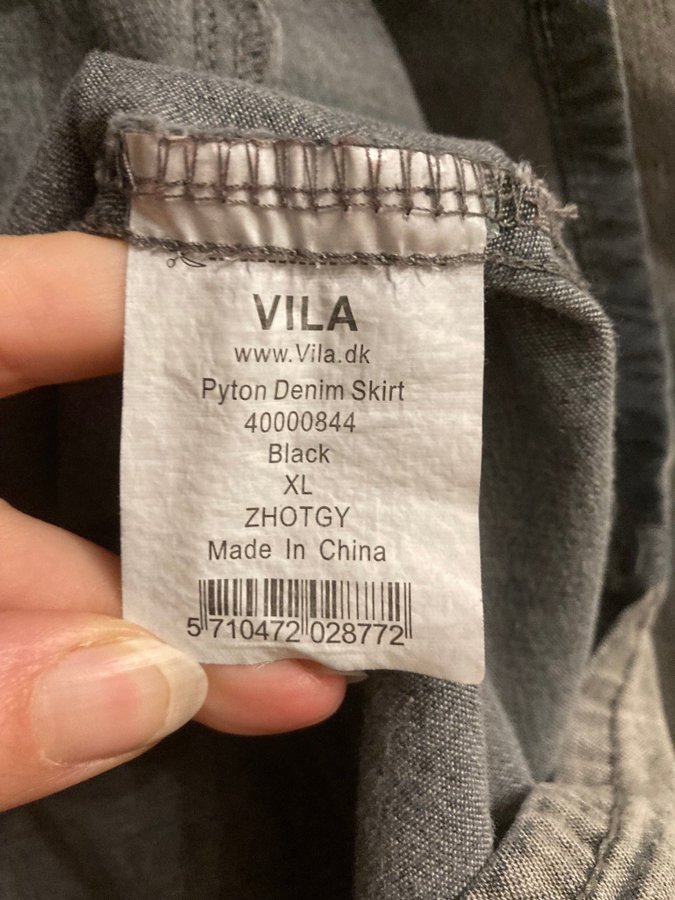 VILA
www.Vila.dk
Pyton Denim Skirt
40000844
Black
XL
ZHOTGY
Made In China
5 710472 028772